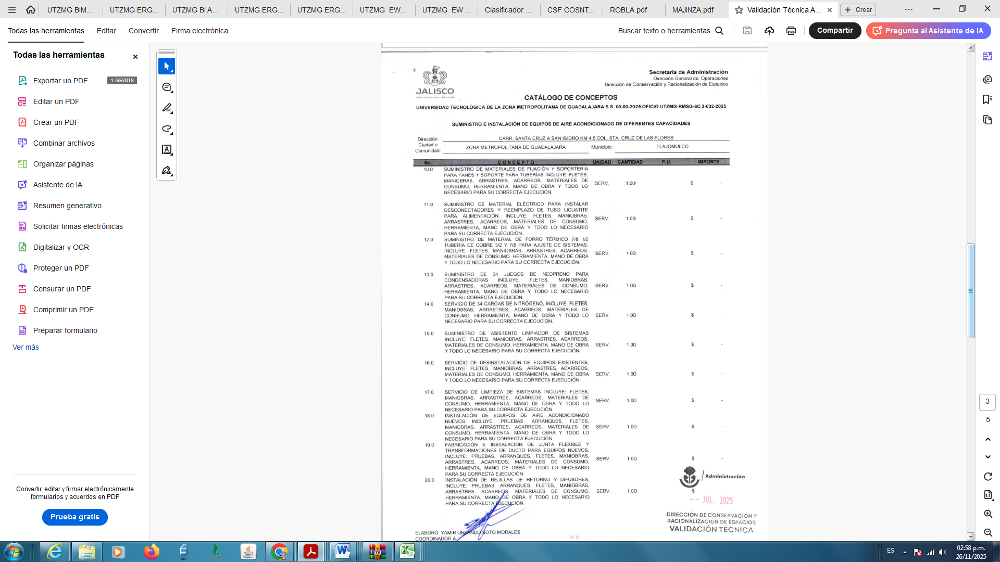 UTZMG BIM...
UTZMG ERG...
UTZMG BI A...
UTZMG ERG...
UTZMG ERG...
UTZMG EW...
UTZMG EW ...
Clasificador ...
CSF COSNT...
ROBLA.pdf
MAJINZA.pdf
Validación Técnica A...
Crear
Todas las herramientas
Editar
Convertir
Firma electrónica
Buscar texto o herramientas
Compartir
Pregunta al Asistente de IA
Todas las herramientas
Exportar un PDF
1 GRATIS
Editar un PDF
Crear un PDF
Combinar archivos
Organizar páginas
Asistente de IA
Resumen generativo
Solicitar firmas electrónicas
Digitalizar y OCR
Proteger un PDF
Censurar un PDF
Comprimir un PDF
Preparar formulario
Ver más
Convertir, editar y firmar electrónicamente
formularios y acuerdos en PDF
Prueba gratis
JALISCO
GOBIERNO DEL ESTADO
Secretaría de Administración
Dirección General de Operaciones
Dirección de Conservación y Racionalización de Espacios
CATÁLOGO DE CONCEPTOS
UNIVERSIDAD TECNOLÓGICA DE LA ZONA METROPOLITANA DE GUADALAJARA S.S. 00-00-2025 OFICIO UTZMG-RMSG-6C.3-032-2025
SUMINISTRO E INSTALACIÓN DE EQUIPOS DE AIRE ACONDICIONADO DE DIFERENTES CAPACIDADES
Dirección: CARR. SANTA CRUZ A SAN ISIDRO KM 4.5 COL. STA. CRUZ DE LAS FLORES
Ciudad o
Comunidad: ZONA METROPOLITANA DE GUADALAJARA Municipio: TLAJOMULCO
No. CONCEPTO UNIDAD CANTIDAD P.U. IMPORTE
10.0 SUMINISTRO DE MATERIALES DE FIJACIÓN Y SOPORTERIA
PARA FANES Y SOPORTE PARA TUBERÍAS INCLUYE: FLETES,
MANIOBRAS, ARRASTRES, ACARREOS, MATERIALES DE
CONSUMO, HERRAMIENTA, MANO DE OBRA Y TODO LO
NECESARIO PARA SU CORRECTA EJECUCIÓN.
SERV. 1.00 $ -
11.0 SUMINISTRO DE MATERIAL ELÉCTRICO PARA INSTALAR
DESCONECTADORES Y REEMPLAZO DE TUBO LICUATITE
PARA ALIMENTACIÓN, INCLUYE: FLETES, MANIOBRAS,
ARRASTRES, ACARREOS, MATERIALES DE CONSUMO,
HERRAMIENTA, MANO DE OBRA Y TODO LO NECESARIO
PARA SU CORRECTA EJECUCIÓN.
SERV. 1.00 $ -
12.0 SUMINISTRO DE MATERIAL DE FORRO TÉRMICO 7/8 1/2
TUBERÍA DE COBRE 3/2 Y 7/8 PARA AJUSTE DE SISTEMAS,
INCLUYE: FLETES, MANIOBRAS, ARRASTRES, ACARREOS,
MATERIALES DE CONSUMO, HERRAMIENTA, MANO DE OBRA
Y TODO LO NECESARIO PARA SU CORRECTA EJECUCIÓN.
SERV. 1.00 $ -
13.0 SUMINISTRO DE 34 JUEGOS DE NEOPRENO PARA
CONDENSADORAS INCLUYE: FLETES, MANIOBRAS,
ARRASTRES, ACARREOS, MATERIALES DE CONSUMO,
HERRAMIENTA, MANO DE OBRA Y TODO LO NECESARIO
PARA SU CORRECTA EJECUCIÓN.
SERV. 1.00 $ -
14.0 SERVICIO DE 34 CARGAS DE NITRÓGENO, INCLUYE: FLETES,
MANIOBRAS, ARRASTRES, ACARREOS, MATERIALES DE
CONSUMO, HERRAMIENTA, MANO DE OBRA Y TODO LO
NECESARIO PARA SU CORRECTA EJECUCIÓN.
SERV. 1.00 $ -
15.0 SUMINISTRO DE ASISTENTE LIMPIADOR DE SISTEMAS
INCLUYE: FLETES, MANIOBRAS, ARRASTRES, ACARREOS,
MATERIALES DE CONSUMO, HERRAMIENTA, MANO DE OBRA
Y TODO LO NECESARIO PARA SU CORRECTA EJECUCIÓN.
SERV. 1.00 $ -
16.0 SERVICIO DE DESINSTALACIÓN DE EQUIPOS EXISTENTES,
INCLUYE: FLETES, MANIOBRAS, ARRASTRES, ACARREOS,
MATERIALES DE CONSUMO, HERRAMIENTA, MANO DE OBRA
Y TODO LO NECESARIO PARA SU CORRECTA EJECUCIÓN.
SERV. 1.00 $ -
17.0 SERVICIO DE LIMPIEZA DE SISTEMAS INCLUYE: FLETES,
MANIOBRAS, ARRASTRES, ACARREOS, MATERIALES DE
CONSUMO, HERRAMIENTA, MANO DE OBRA Y TODO LO
NECESARIO PARA SU CORRECTA EJECUCIÓN.
SERV. 1.00 $ -
18.0 INSTALACIÓN DE EQUIPOS DE AIRE ACONDICIONADO
NUEVOS INCLUYE: PRUEBAS, ARRANQUES, FLETES,
MANIOBRAS, ARRASTRES, ACARREOS, MATERIALES DE
CONSUMO, HERRAMIENTA, MANO DE OBRA Y TODO LO
NECESARIO PARA SU CORRECTA EJECUCIÓN.
SERV. 1.00 $ -
19.0 FABRICACIÓN E INSTALACIÓN DE JUNTA FLEXIBLE Y
TRANSFORMACIONES DE DUCTO PARA EQUIPOS NUEVOS,
INCLUYE: PRUEBAS, ARRANQUES, FLETES, MANIOBRAS,
ARRASTRES, ACARREOS, MATERIALES DE CONSUMO,
HERRAMIENTA, MANO DE OBRA Y TODO LO NECESARIO
PARA SU CORRECTA EJECUCIÓN.
SERV. 1.00 $ -
20.0 INSTALACIÓN DE REJILLAS DE RETORNO Y DIFUSORES,
INCLUYE: PRUEBAS, ARRANQUES, FLETES, MANIOBRAS,
ARRASTRES, ACARREOS, MATERIALES DE CONSUMO,
HERRAMIENTA, MANO DE OBRA Y TODO LO NECESARIO
PARA SU CORRECTA EJECUCIÓN.
SERV. 1.00 $ -
Administración
-- JUL. 2025
DIRECCIÓN DE CONSERVACIÓN Y
RACIONALIZACIÓN DE ESPACIOS
VALIDACIÓN TÉCNICA
ELABORÓ: YAMIR ORLANDO SOTO MORALES
COORDINADOR A
3 / 5
3
5
ES
02:58 p.m.
26/11/2025